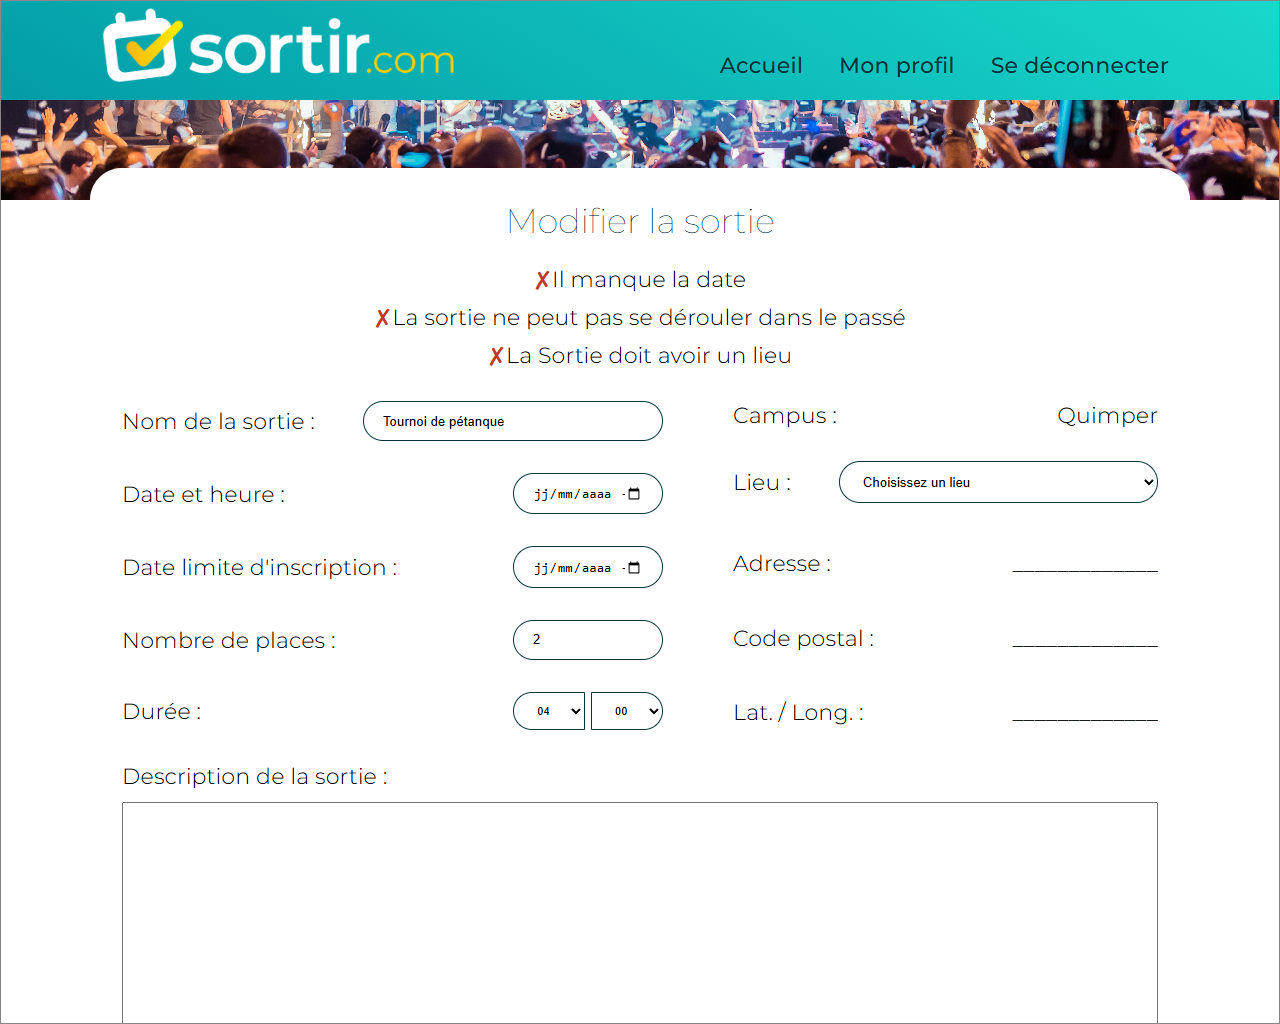 sortir.com
Accueil Mon profil Se déconnecter
Modifier la sortie
✗Il manque la date
✗La sortie ne peut pas se dérouler dans le passé
✗La Sortie doit avoir un lieu
Nom de la sortie : Tournoi de pétanque
Campus : Quimper
Date et heure : jj/mm/aaaa -
Lieu : Choisissez un lieu
Date limite d'inscription : jj/mm/aaaa -
Adresse : _____________
Nombre de places : 2
Code postal : _____________
Durée : 04 00
Lat. / Long. : _____________
Description de la sortie :